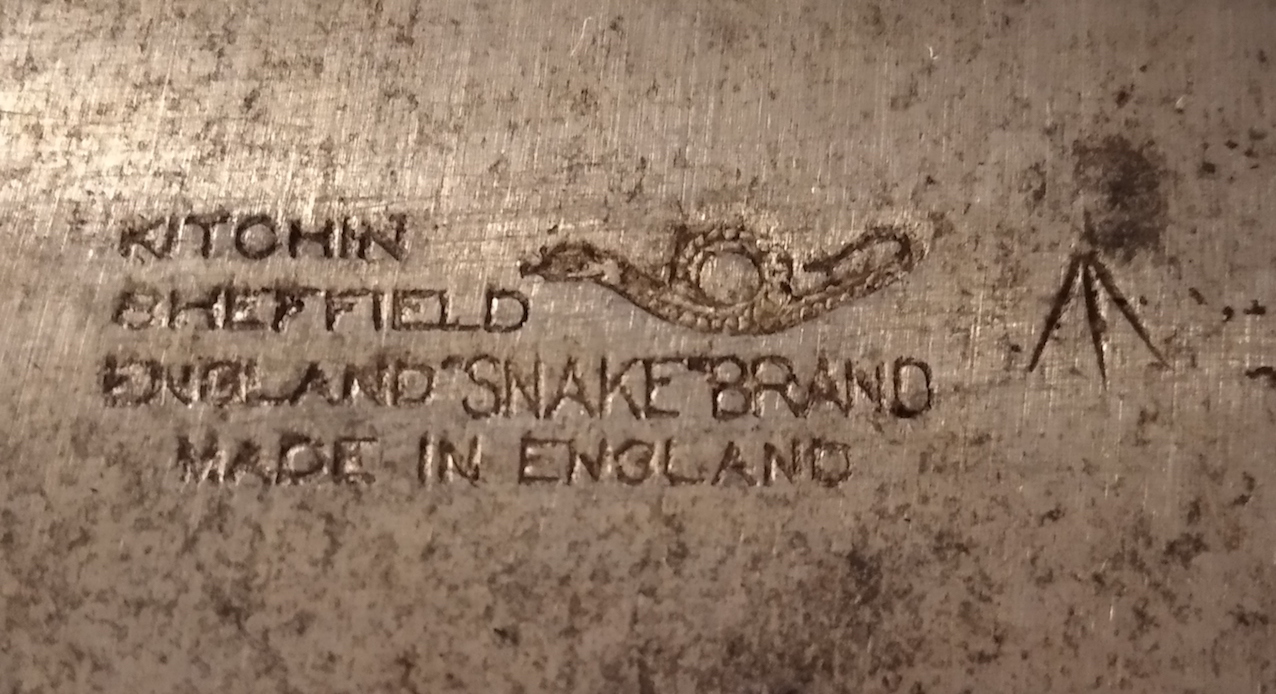 KITCHIN
SHEFFIELD
ENGLAND "SNAKE" BRAND
MADE IN ENGLAND